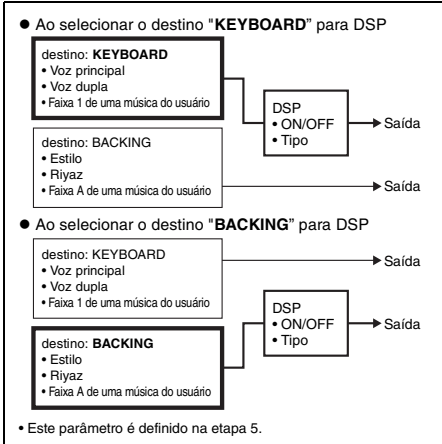 ● Ao selecionar o destino "KEYBOARD" para DSP
destino: KEYBOARD
• Voz principal
• Voz dupla
• Faixa 1 de uma música do usuário
DSP
• ON/OFF
• Tipo
Saída
destino: BACKING
• Estilo
• Riyaz
• Faixa A de uma música do usuário
Saída
● Ao selecionar o destino "BACKING" para DSP
destino: KEYBOARD
• Voz principal
• Voz dupla
• Faixa 1 de uma música do usuário
Saída
destino: BACKING
• Estilo
• Riyaz
• Faixa A de uma música do usuário
DSP
• ON/OFF
• Tipo
Saída
• Este parâmetro é definido na etapa 5.